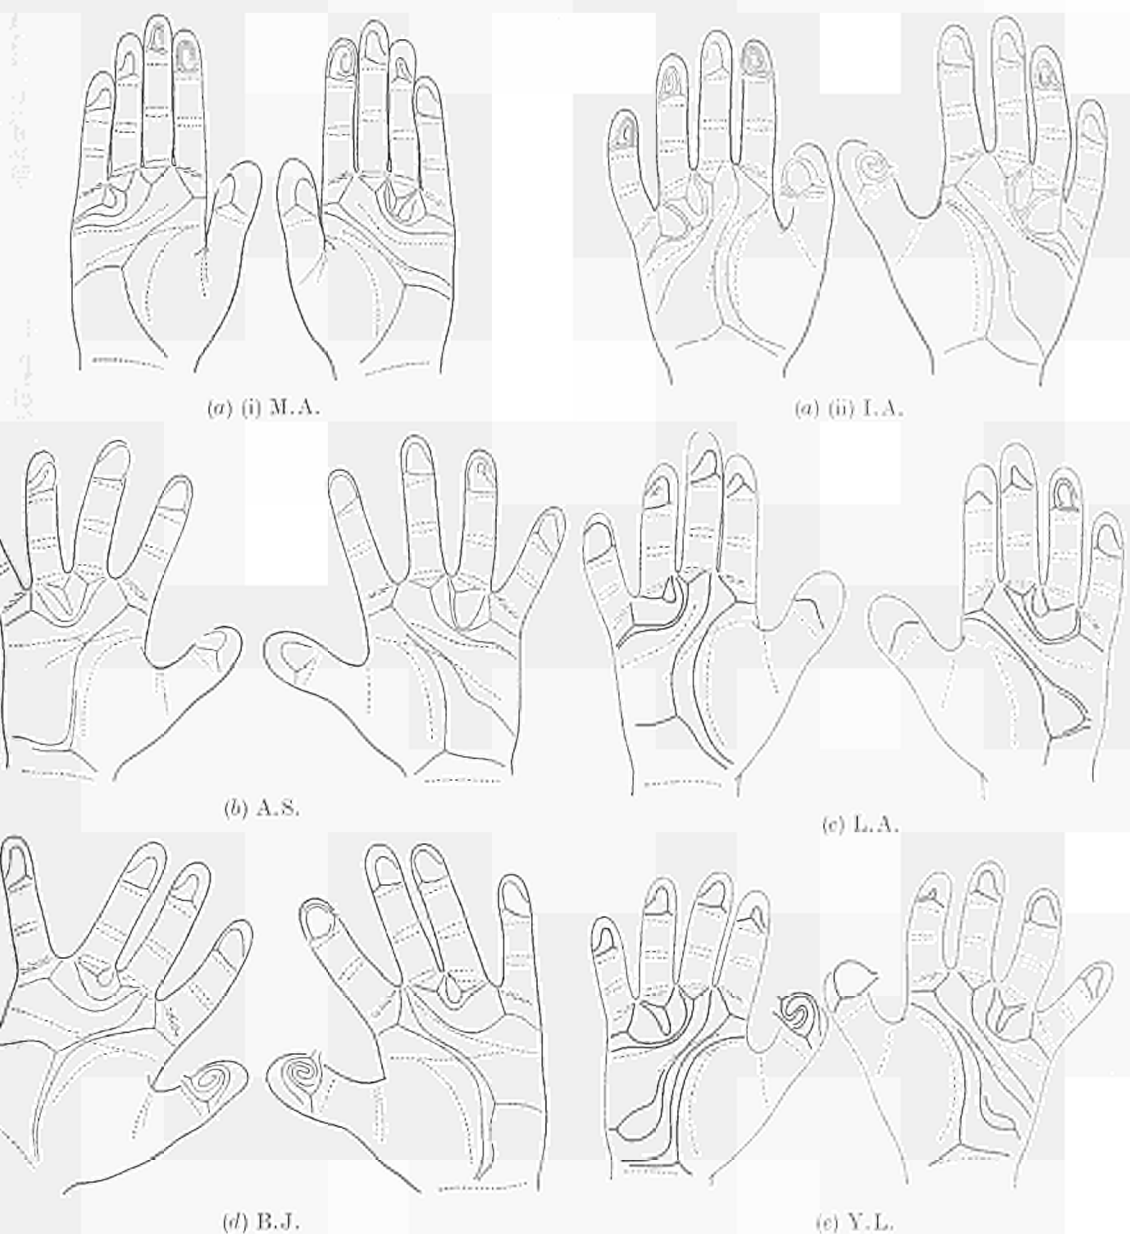 (a) (i) M.A.
(a) (ii) I.A.
(b) A.S.
(c) L.A.
(d) B.J.
(e) Y.L.